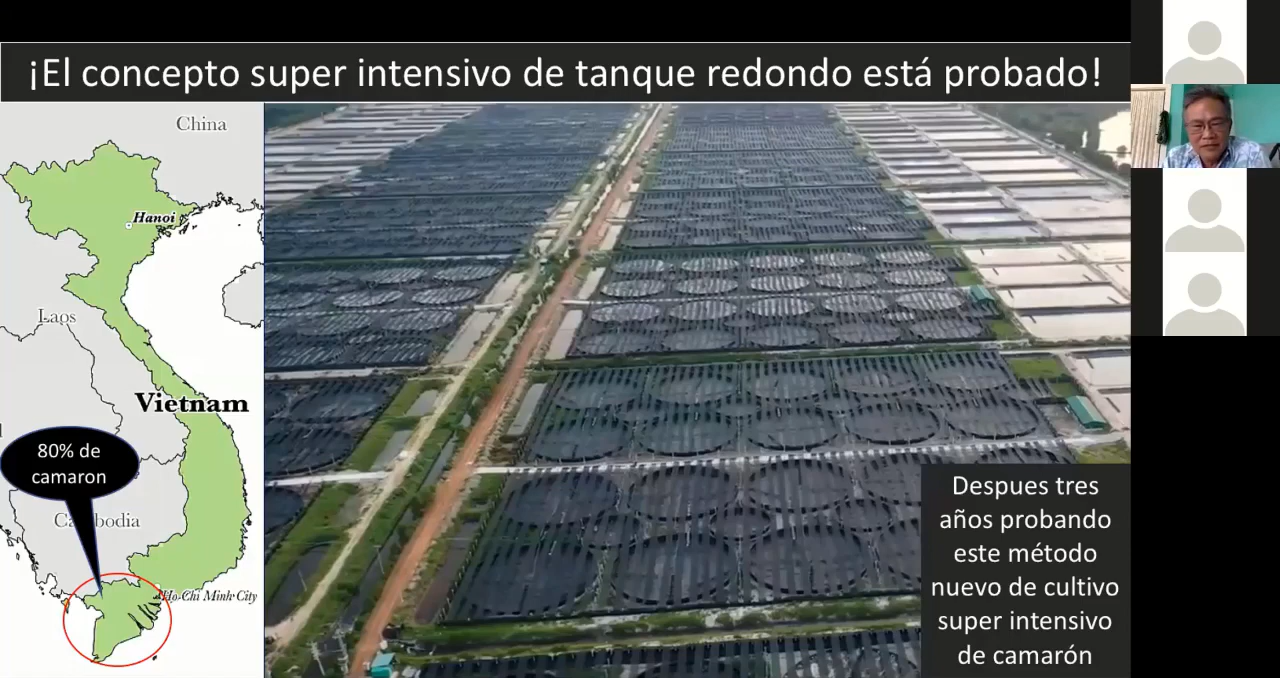 ¡El concepto super intensivo de tanque redondo está probado!
China
Hanoi
Laos
Vietnam
80% de
camaron
Cambodia
Ho Chi Minh City
Despues tres
años probando
este método
nuevo de cultivo
super intensivo
de camarón